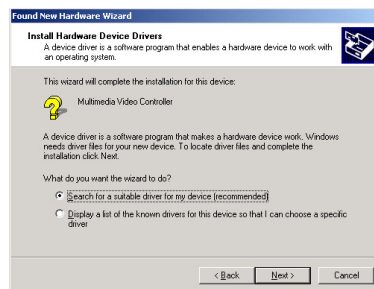 Found New Hardware Wizard
Install Hardware Device Drivers
A device driver is a software program that enables a hardware device to work with
an operating system.
This wizard will complete the installation for this device:
Multimedia Video Controller
A device driver is a software program that makes a hardware device work. Windows
needs driver files for your new device. To locate driver files and complete the
installation click Next.
What do you want the wizard to do?
Search for a suitable driver for my device (recommended)
Display a list of the known drivers for this device so that I can choose a specific
driver
< Back Next > Cancel